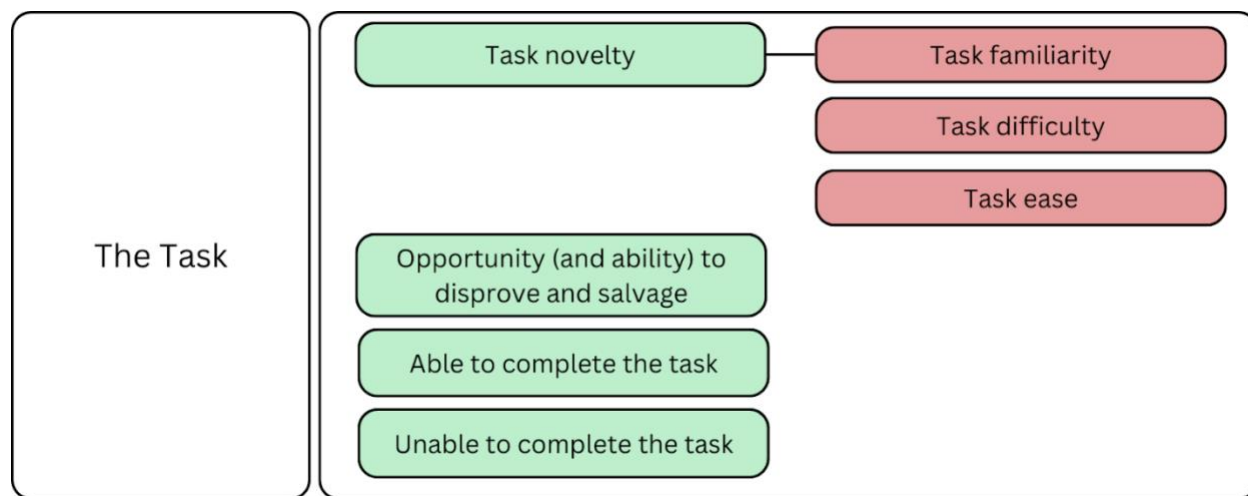 Task novelty
Task familiarity
Task difficulty
Task ease
The Task
Opportunity (and ability) to
disprove and salvage
Able to complete the task
Unable to complete the task